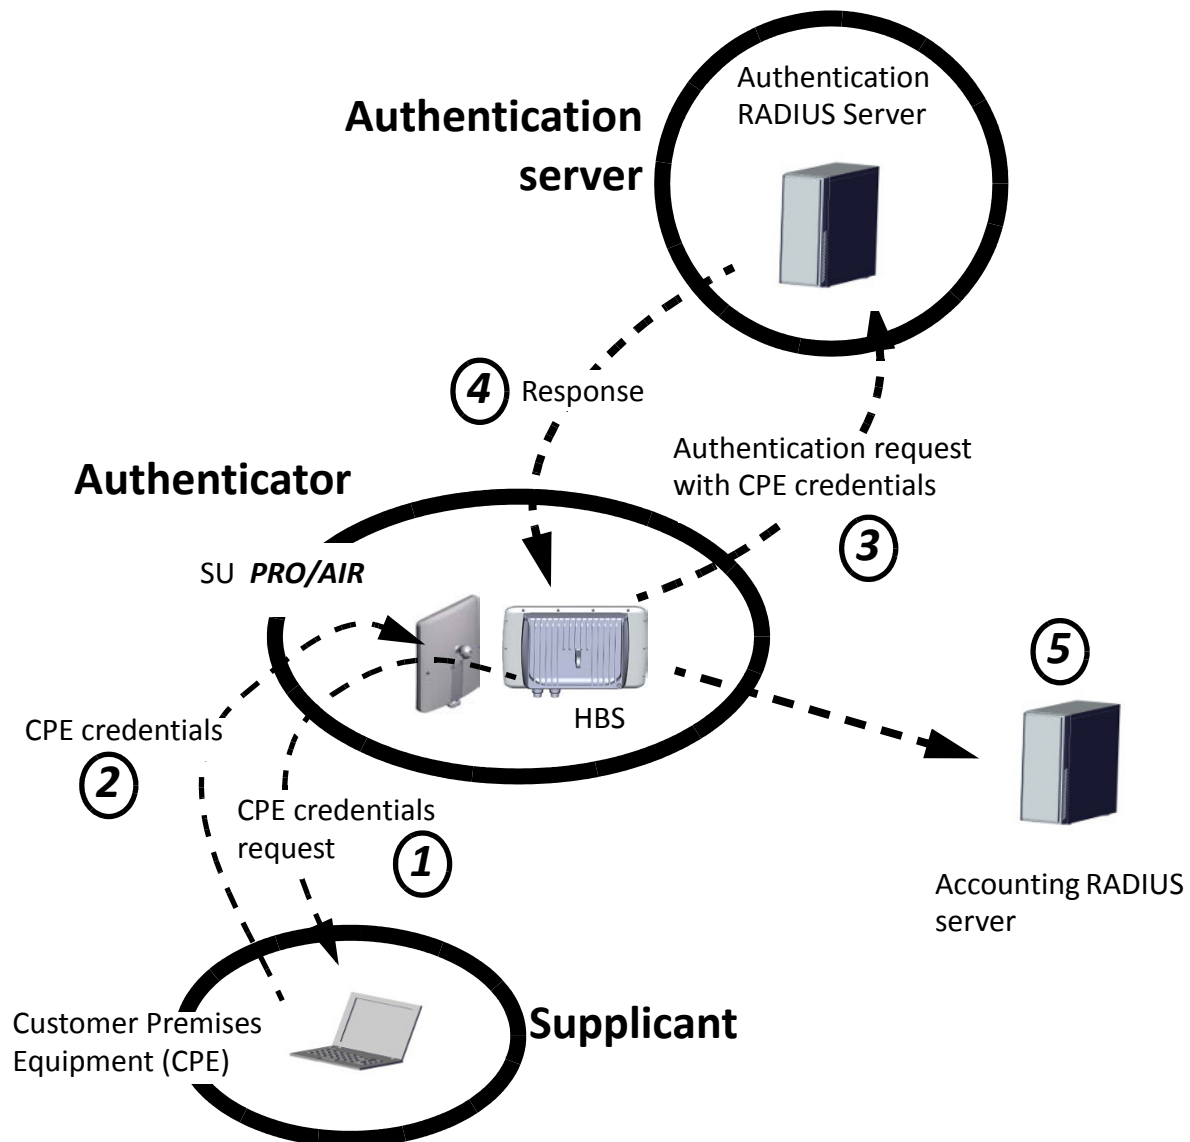 Authentication
RADIUS Server
Authentication
server
4 Response
Authentication request
with CPE credentials
3
Authenticator
SU PRO/AIR
HBS
5
CPE credentials
2
CPE credentials
request
1
Accounting RADIUS
server
Customer Premises
Equipment (CPE)
Supplicant